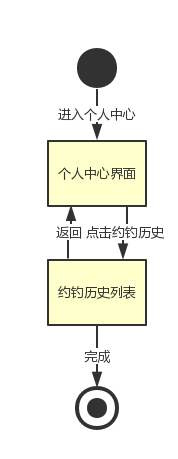 进入个人中心
个人中心界面
返回 点击约钓历史
约钓历史列表
完成